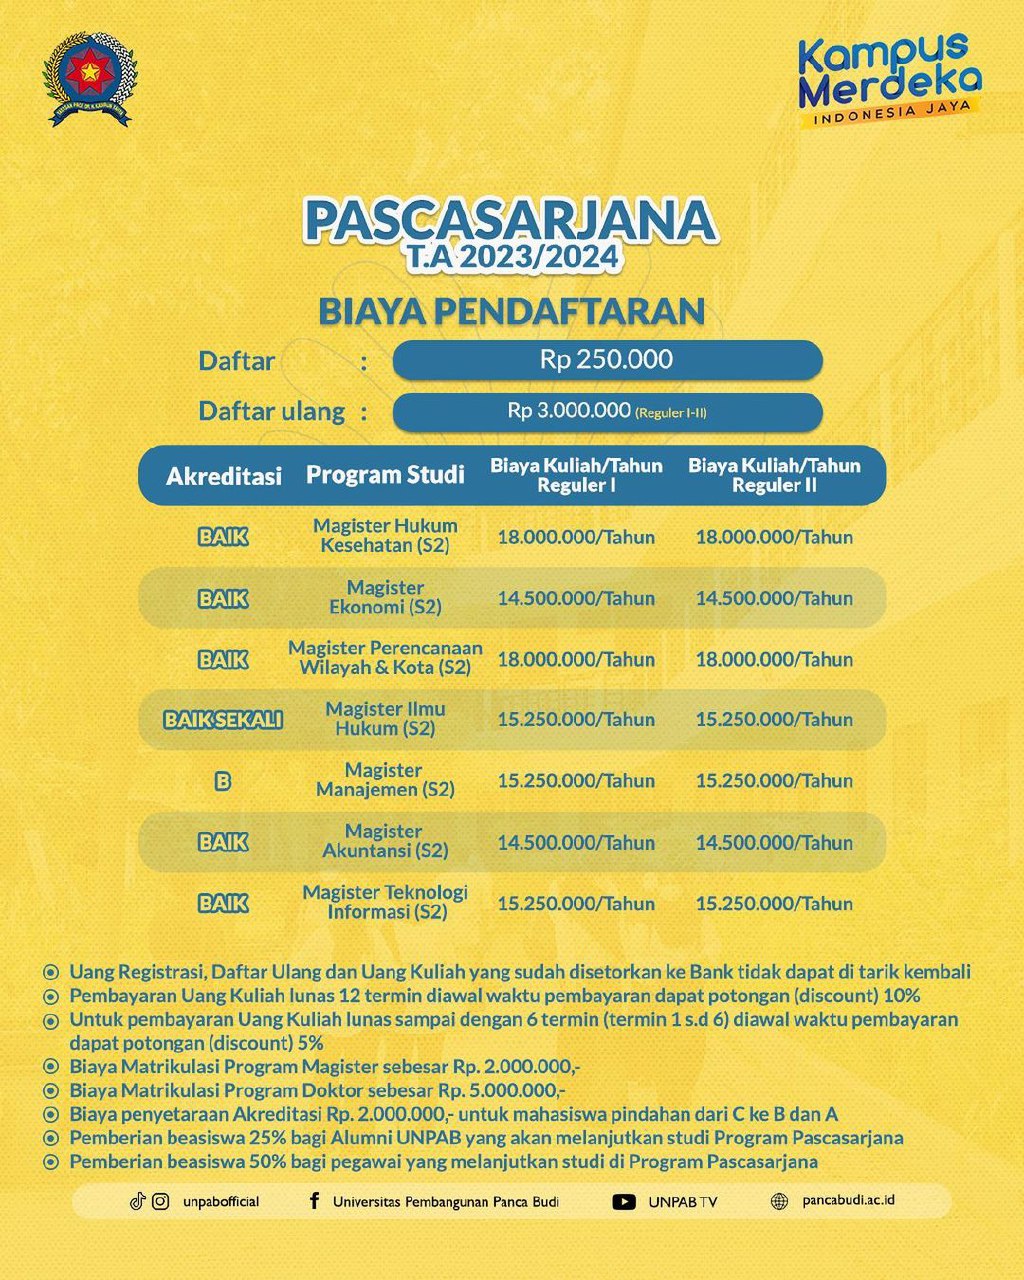 Kampus
Merdeka
INDONESIA JAYA
PASCASARJANA
T.A 2023/2024
BIAYA PENDAFTARAN
Daftar : Rp 250.000
Daftar ulang : Rp 3.000.000 (Reguler I-II)
Akreditasi Program Studi Biaya Kuliah/Tahun Reguler I Biaya Kuliah/Tahun Reguler II
BAIK Magister Hukum Kesehatan (S2) 18.000.000/Tahun 18.000.000/Tahun
BAIK Magister Ekonomi (S2) 14.500.000/Tahun 14.500.000/Tahun
BAIK Magister Perencanaan Wilayah & Kota (S2) 18.000.000/Tahun 18.000.000/Tahun
BAIK SEKALI Magister Ilmu Hukum (S2) 15.250.000/Tahun 15.250.000/Tahun
B Magister Manajemen (S2) 15.250.000/Tahun 15.250.000/Tahun
BAIK Magister Akuntansi (S2) 14.500.000/Tahun 14.500.000/Tahun
BAIK Magister Teknologi Informasi (S2) 15.250.000/Tahun 15.250.000/Tahun
Uang Registrasi, Daftar Ulang dan Uang Kuliah yang sudah disetorkan ke Bank tidak dapat di tarik kembali
Pembayaran Uang Kuliah lunas 12 termin diawal waktu pembayaran dapat potongan (discount) 10%
Untuk pembayaran Uang Kuliah lunas sampai dengan 6 termin (termin 1 s.d 6) diawal waktu pembayaran
dapat potongan (discount) 5%
Biaya Matrikulasi Program Magister sebesar Rp. 2.000.000,-
Biaya Matrikulasi Program Doktor sebesar Rp. 5.000.000,-
Biaya penyetaraan Akreditasi Rp. 2.000.000,- untuk mahasiswa pindahan dari C ke B dan A
Pemberian beasiswa 25% bagi Alumni UNPAB yang akan melanjutkan studi Program Pascasarjana
Pemberian beasiswa 50% bagi pegawai yang melanjutkan studi di Program Pascasarjana
unpabofficial Universitas Pembangunan Panca Budi UNPAB TV pancabudi.ac.id